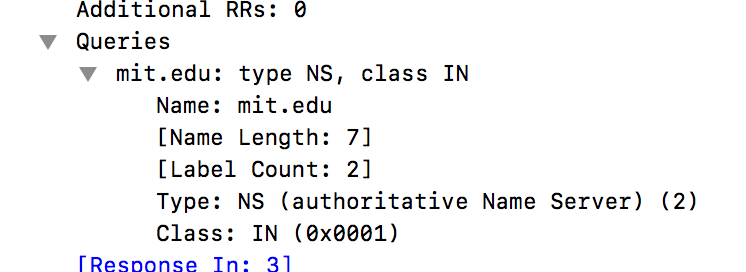 Additional RRs: 0
Queries
mit.edu: type NS, class IN
Name: mit.edu
[Name Length: 7]
[Label Count: 2]
Type: NS (authoritative Name Server) (2)
Class: IN (0x0001)
[Response In: 3]